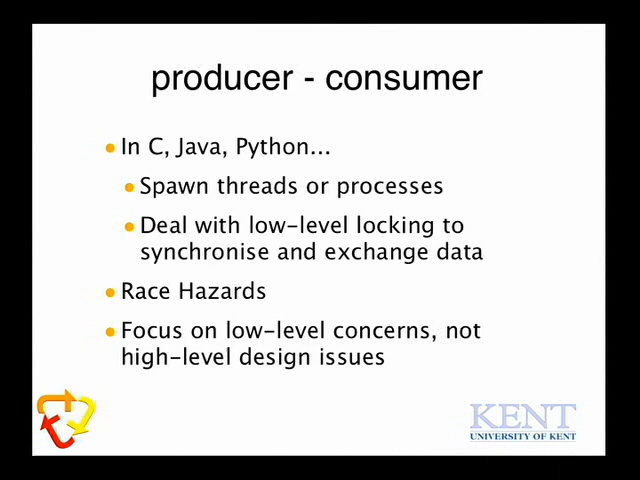 producer - consumer
In C, Java, Python...
Spawn threads or processes
Deal with low-level locking to
synchronise and exchange data
Race Hazards
Focus on low-level concerns, not
high-level design issues
KENT
UNIVERSITY OF KENT